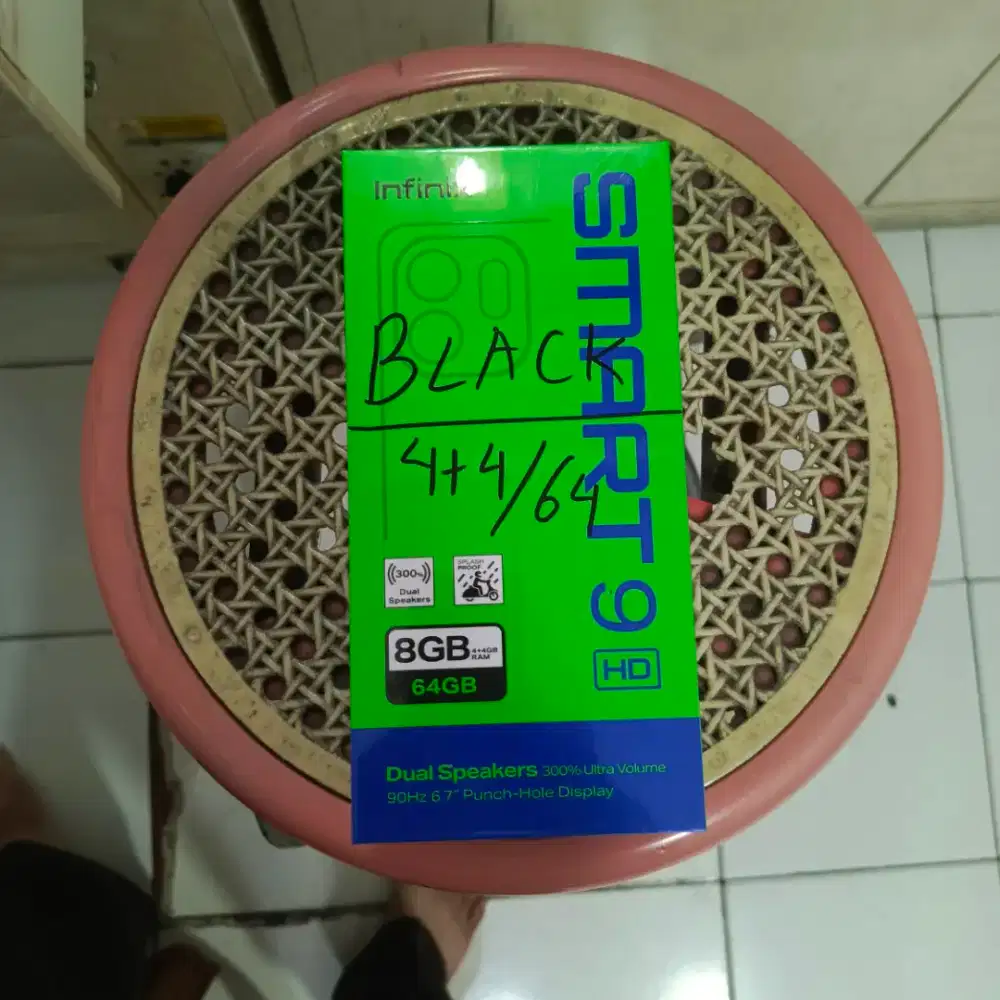 Infinix
SMART 9
HD
BLACK
4+4/64
300%
Dual
Speakers
SPLASH
PROOF
8GB 4+4GB
RAM
64GB
Dual Speakers 300% Ultra Volume
90Hz 6.7" Punch-Hole Display